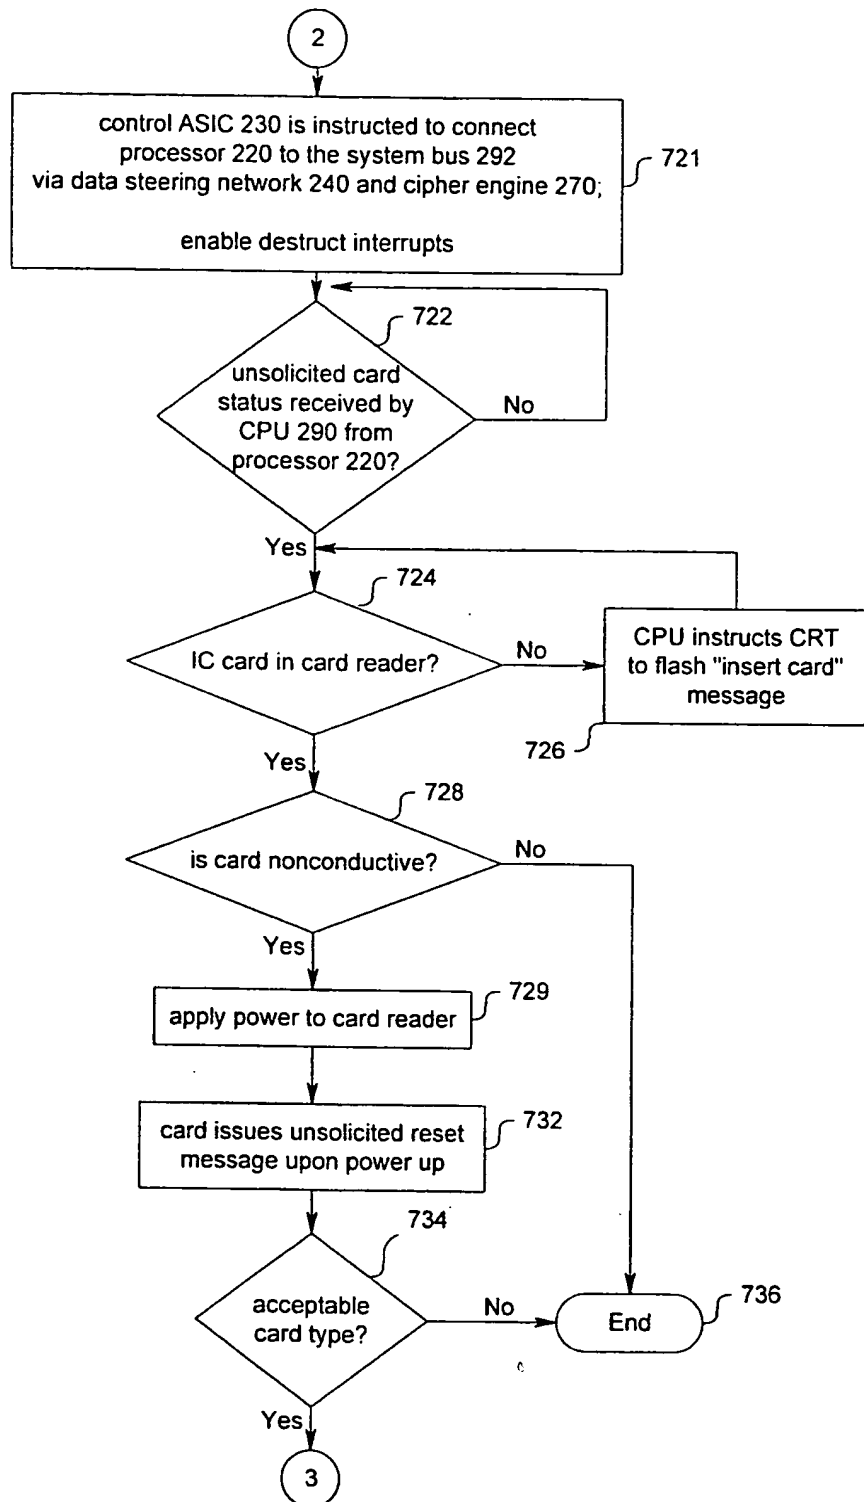 2
control ASIC 230 is instructed to connect
processor 220 to the system bus 292
via data steering network 240 and cipher engine 270;
enable destruct interrupts
721
722
unsolicited card
status received by
CPU 290 from
processor 220?
No
Yes
724
IC card in card reader?
No
CPU instructs CRT
to flash "insert card"
message
726
Yes
728
is card nonconductive?
No
Yes
729
apply power to card reader
732
card issues unsolicited reset
message upon power up
734
acceptable
card type?
No
End
736
Yes
3